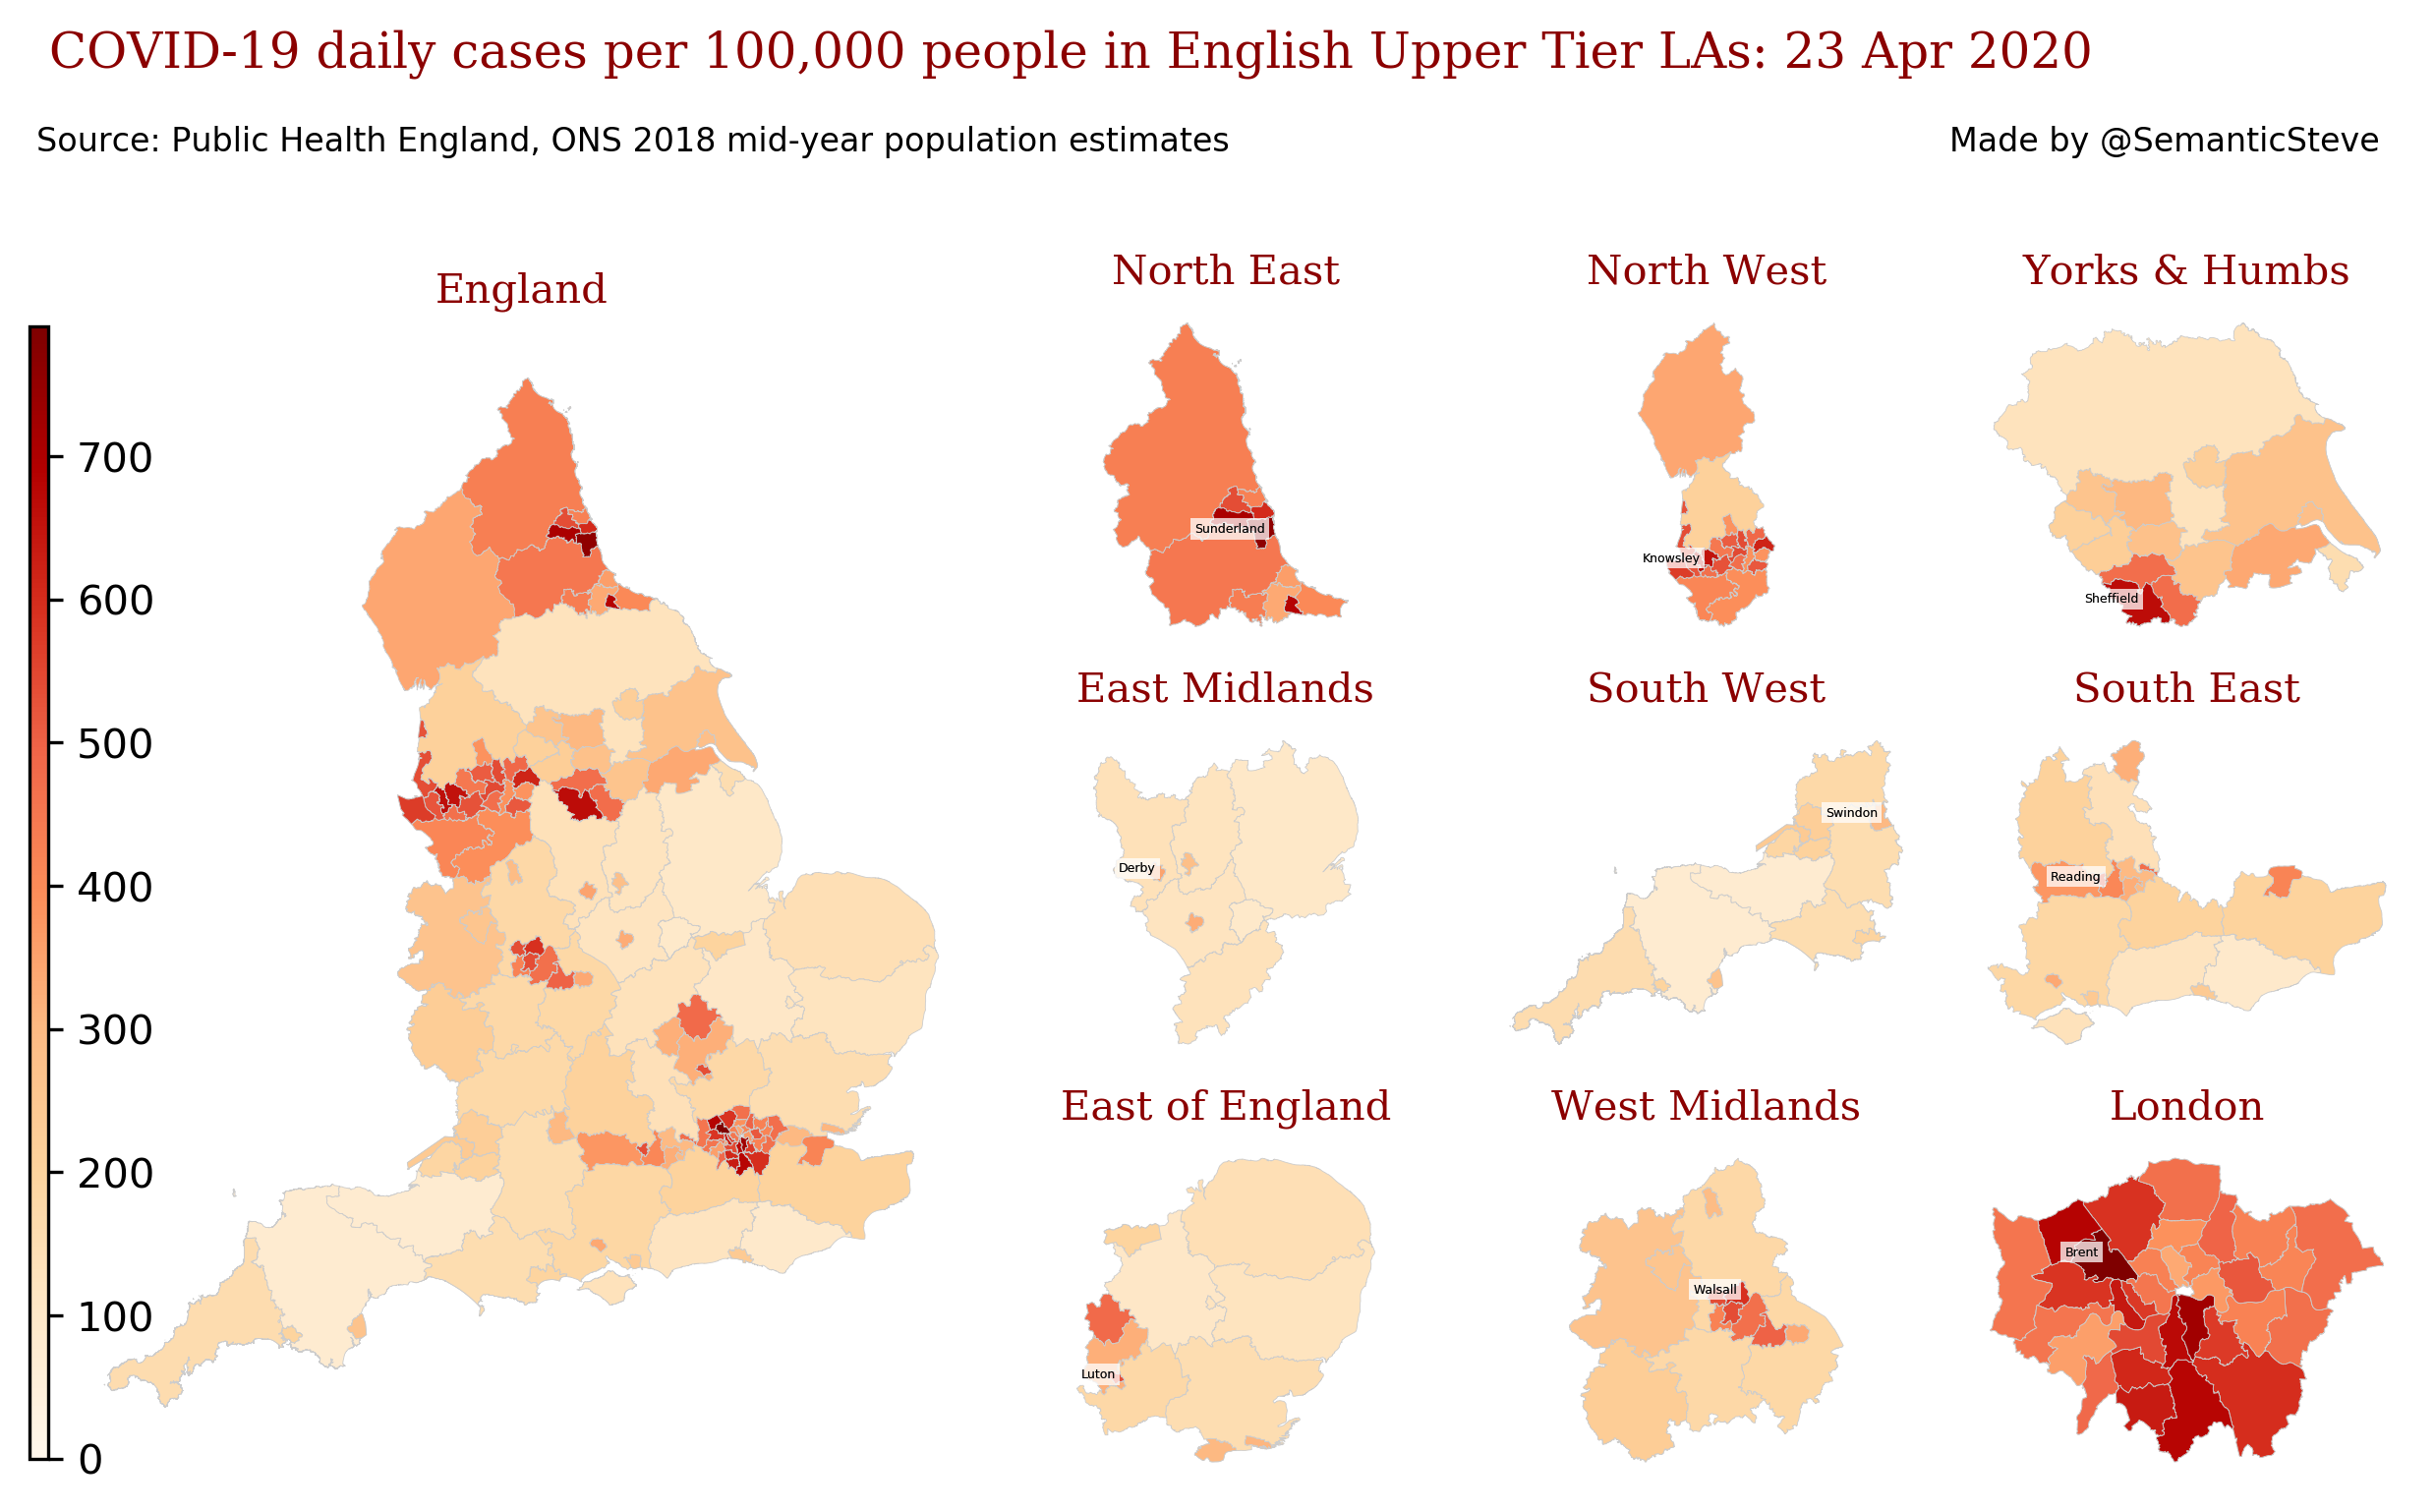 COVID-19 daily cases per 100,000 people in English Upper Tier LAs: 23 Apr 2020
Source: Public Health England, ONS 2018 mid-year population estimates
Made by @SemanticSteve
England
700
600
500
400
300
200
100
0
North East
Sunderland
North West
Knowsley
Yorks & Humbs
Sheffield
East Midlands
Derby
South West
Swindon
South East
Reading
East of England
Luton
West Midlands
Walsall
London
Brent